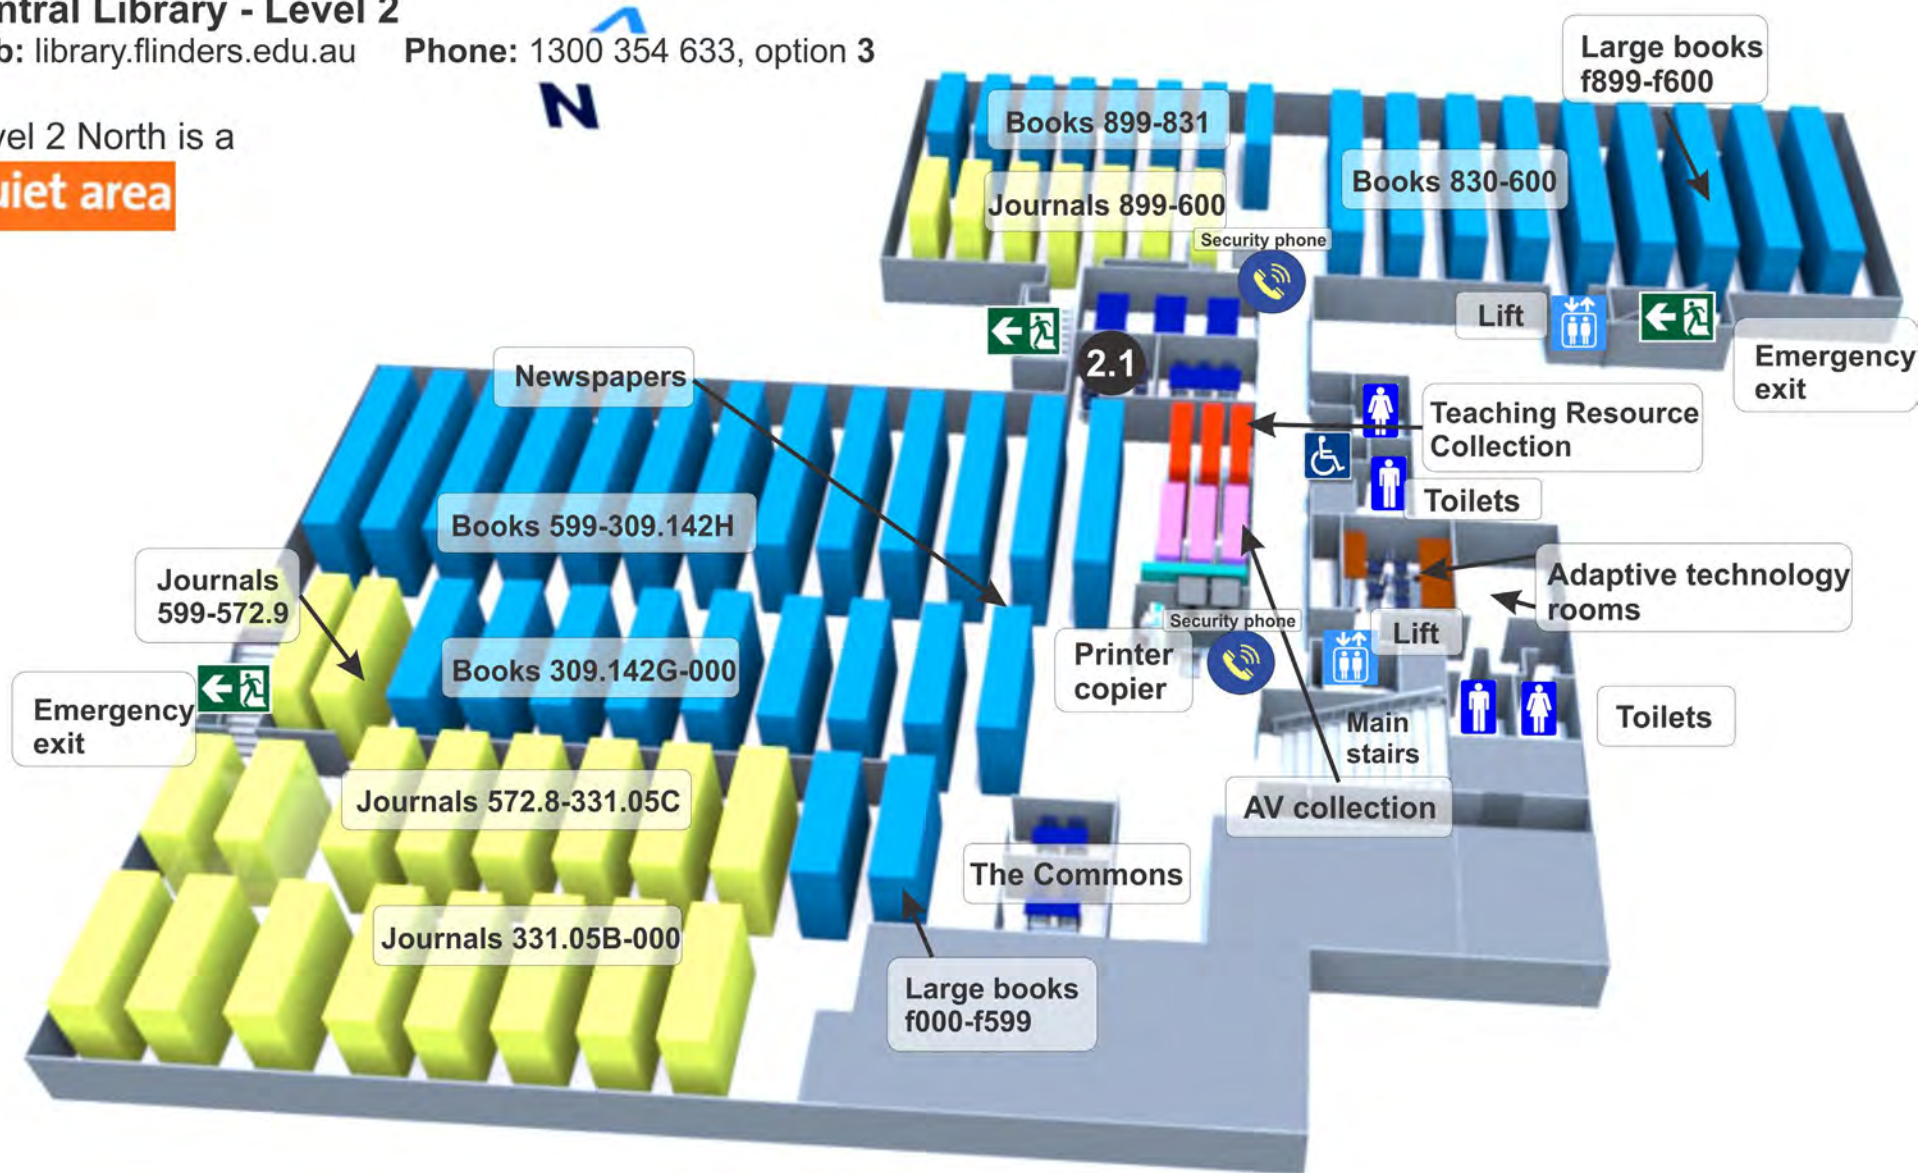 ntral Library - Level 2
b: library.flinders.edu.au Phone: 1300 354 633, option 3
N
vel 2 North is a
uiet area
Large books
f899-f600
Books 899-831
Books 830-600
Journals 899-600
Security phone
Lift
Emergency
exit
2.1
Newspapers
Teaching Resource
Collection
Toilets
Books 599-309.142H
Journals
599-572.9
Adaptive technology
rooms
Security phone
Lift
Printer
copier
Books 309.142G-000
Emergency
exit
Main
stairs
Toilets
Journals 572.8-331.05C
AV collection
The Commons
Journals 331.05B-000
Large books
f000-f599